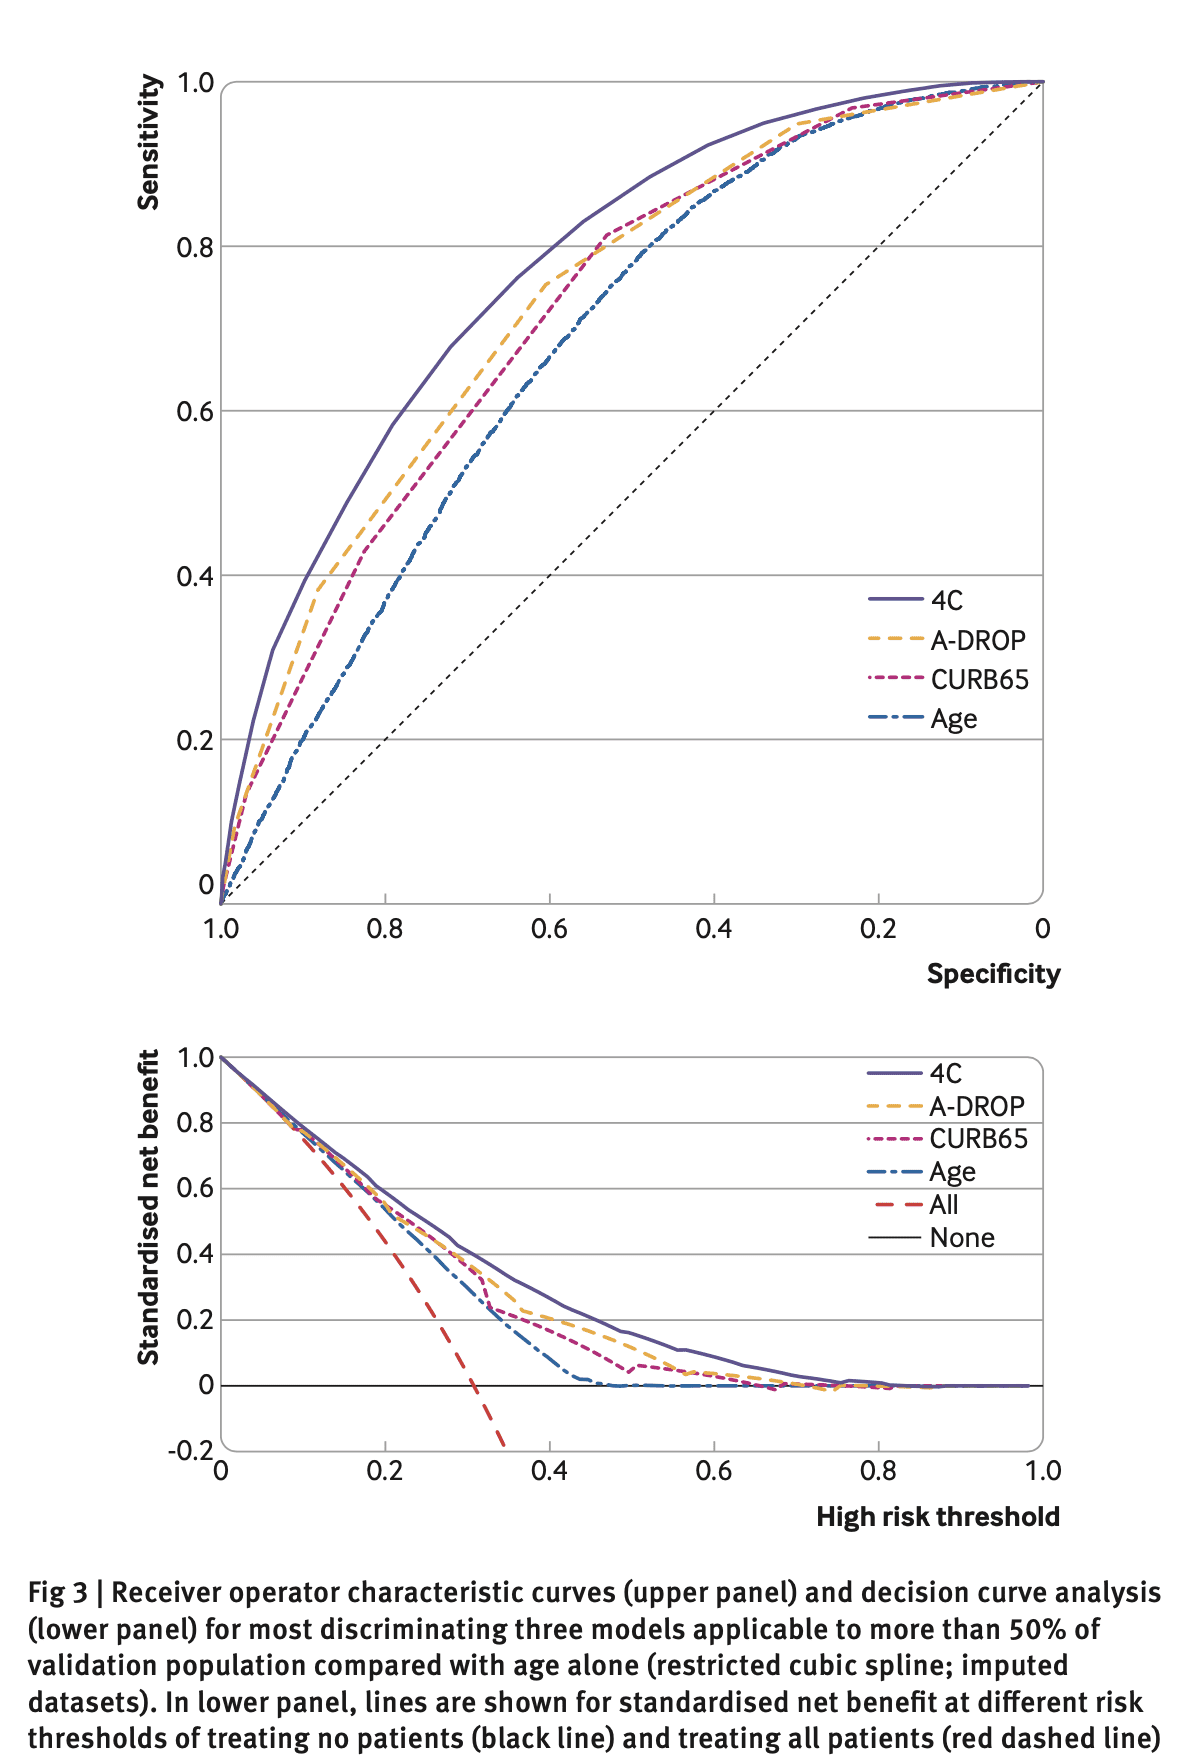 Sensitivity
1.0
0.8
0.6
0.4
0.2
0
4C
A-DROP
CURB65
Age
1.0 0.8 0.6 0.4 0.2 0
Specificity
Standardised net benefit
1.0
0.8
0.6
0.4
0.2
0
-0.2
4C
A-DROP
CURB65
Age
All
None
0 0.2 0.4 0.6 0.8 1.0
High risk threshold
Fig 3 | Receiver operator characteristic curves (upper panel) and decision curve analysis
(lower panel) for most discriminating three models applicable to more than 50% of
validation population compared with age alone (restricted cubic spline; imputed
datasets). In lower panel, lines are shown for standardised net benefit at different risk
thresholds of treating no patients (black line) and treating all patients (red dashed line)